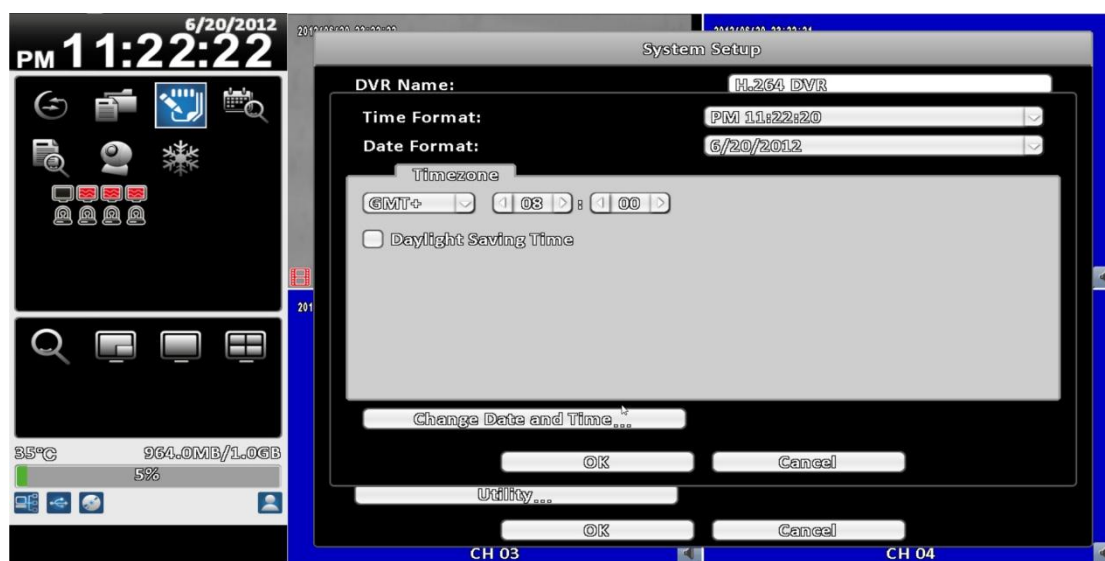 6/20/2012
PM 11:22:22
System Setup
DVR Name: H.264 DVR
Time Format: PM 11:22:20
Date Format: 6/20/2012
Timezone
GMT+ 08 : 00
Daylight Saving Time
Change Date and Time...
35°C 964.0MB/1.0GB
OK Cancel
5%
Utility...
OK Cancel
CH 03 CH 04